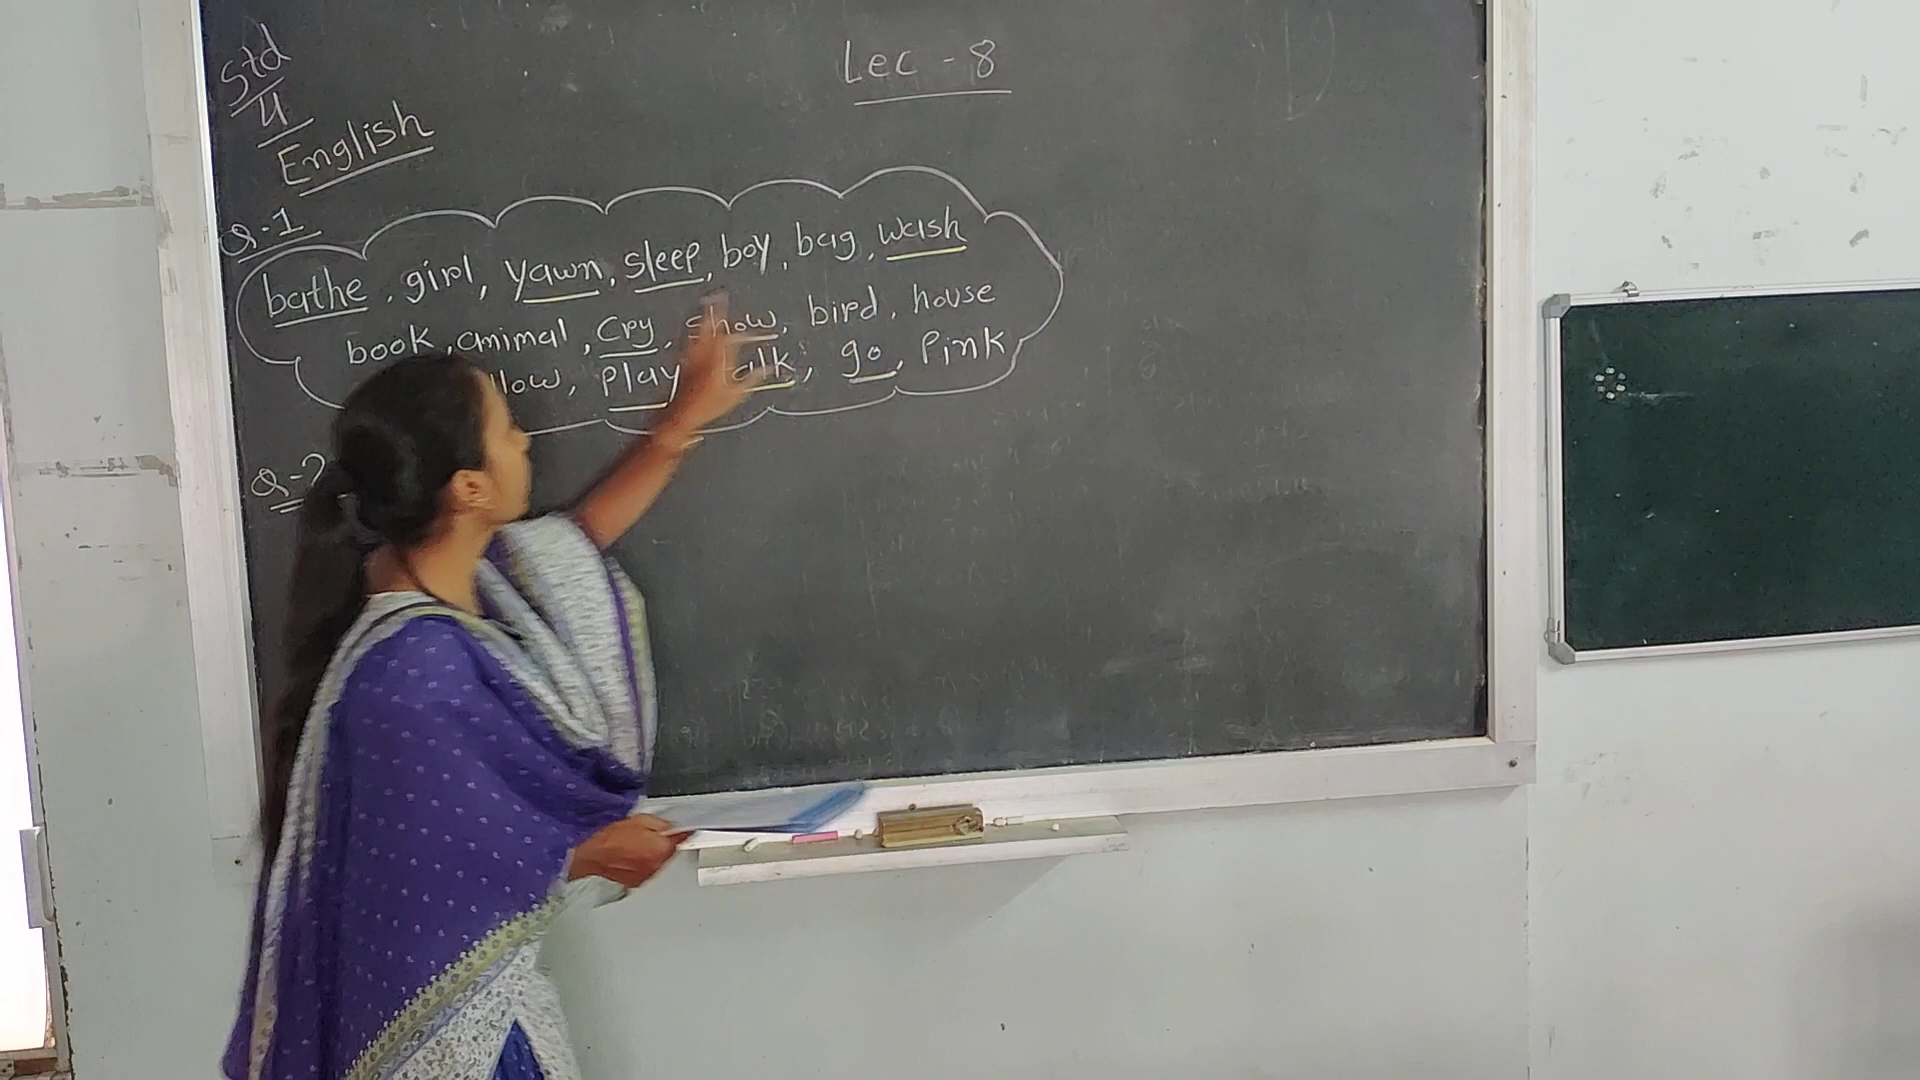 Std
4
English
Lec - 8
Q-1
bathe, girl, yawn, sleep, boy, bag, wash
book, animal, cry, show, bird, house
play, talk, go, Pink
Q-2